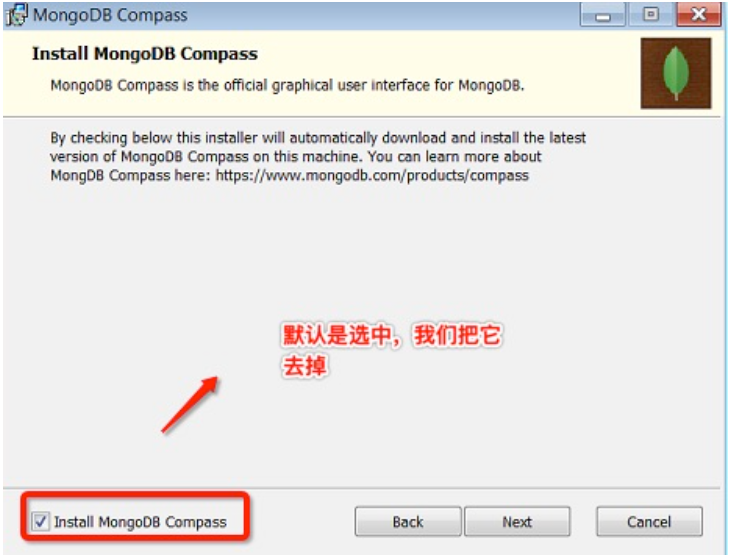 MongoDB Compass
Install MongoDB Compass
MongoDB Compass is the official graphical user interface for MongoDB.
By checking below this installer will automatically download and install the latest
version of MongoDB Compass on this machine. You can learn more about
MongDB Compass here: https://www.mongodb.com/products/compass
默认是选中，我们把它
去掉
Install MongoDB Compass
Back
Next
Cancel